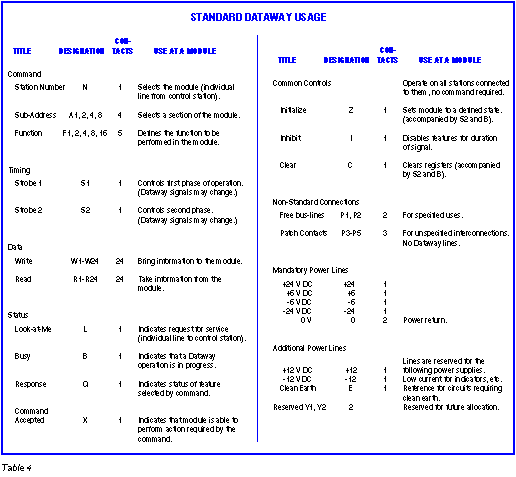 STANDARD DATAWAY USAGE
TITLE DESIGNATION CON-TACTS USE AT A MODULE
Command
Station Number N 1 Selects the module (individual
line from control station).
Sub-Address A1, 2, 4, 8 4 Selects a section of the module.
Function F1, 2, 4, 8, 16 5 Defines the function to be
performed in the module.
Timing
Strobe 1 S1 1 Controls first phase of operation.
(Dataway signals may change.)
Strobe 2 S2 1 Controls second phase.
(Dataway signals may change.)
Data
Write W1-W24 24 Bring information to the module.
Read R1-R24 24 Take information from the
module.
Status
Look-at-Me L 1 Indicates request for service
(individual line to control station).
Busy B 1 Indicates that a Dataway
operation is in progress.
Response Q 1 Indicates status of feature
selected by command.
Command
Accepted X 1 Indicates that module is able to
perform action required by the
command.
TITLE DESIGNATION CON-TACTS USE AT A MODULE
Common Controls Operate on all stations connected
to them, no command required.
Initialize Z 1 Sets module to a defined state.
(accompanied by S2 and B).
Inhibit I 1 Disables features for duration
of signal.
Clear C 1 Clears registers (accompanied
by S2 and B).
Non-Standard Connections
Free bus-lines P1, P2 2 For specified uses.
Patch Contacts P3-P5 3 For unspecified interconnections.
No Dataway lines.
Mandatory Power Lines
+24 V DC +24 1
+6 V DC +6 1
-6 V DC -6 1
-24 V DC -24 1
0 V 0 2 Power return.
Additional Power Lines
Lines are reserved for the
+12 V DC +12 1 following power supplies.
-12 V DC -12 1 Low current for indicators, etc.
Clean Earth E 1 Reference for circuits requiring
clean earth.
Reserved Y1, Y2 2 Reserved for future allocation.
Table 4